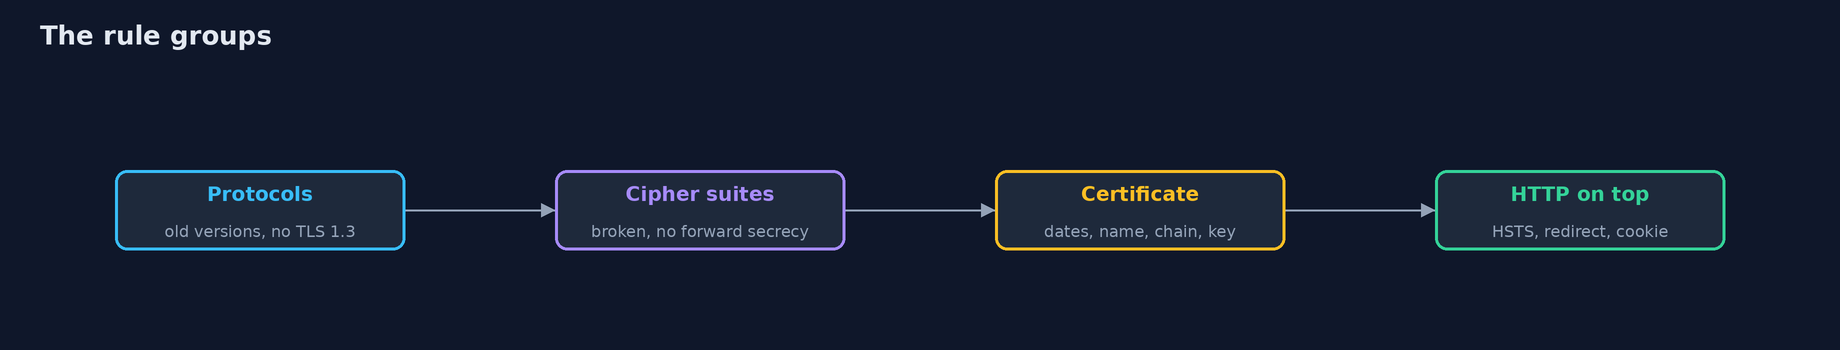 The rule groups
Protocols
old versions, no TLS 1.3
Cipher suites
broken, no forward secrecy
Certificate
dates, name, chain, key
HTTP on top
HSTS, redirect, cookie